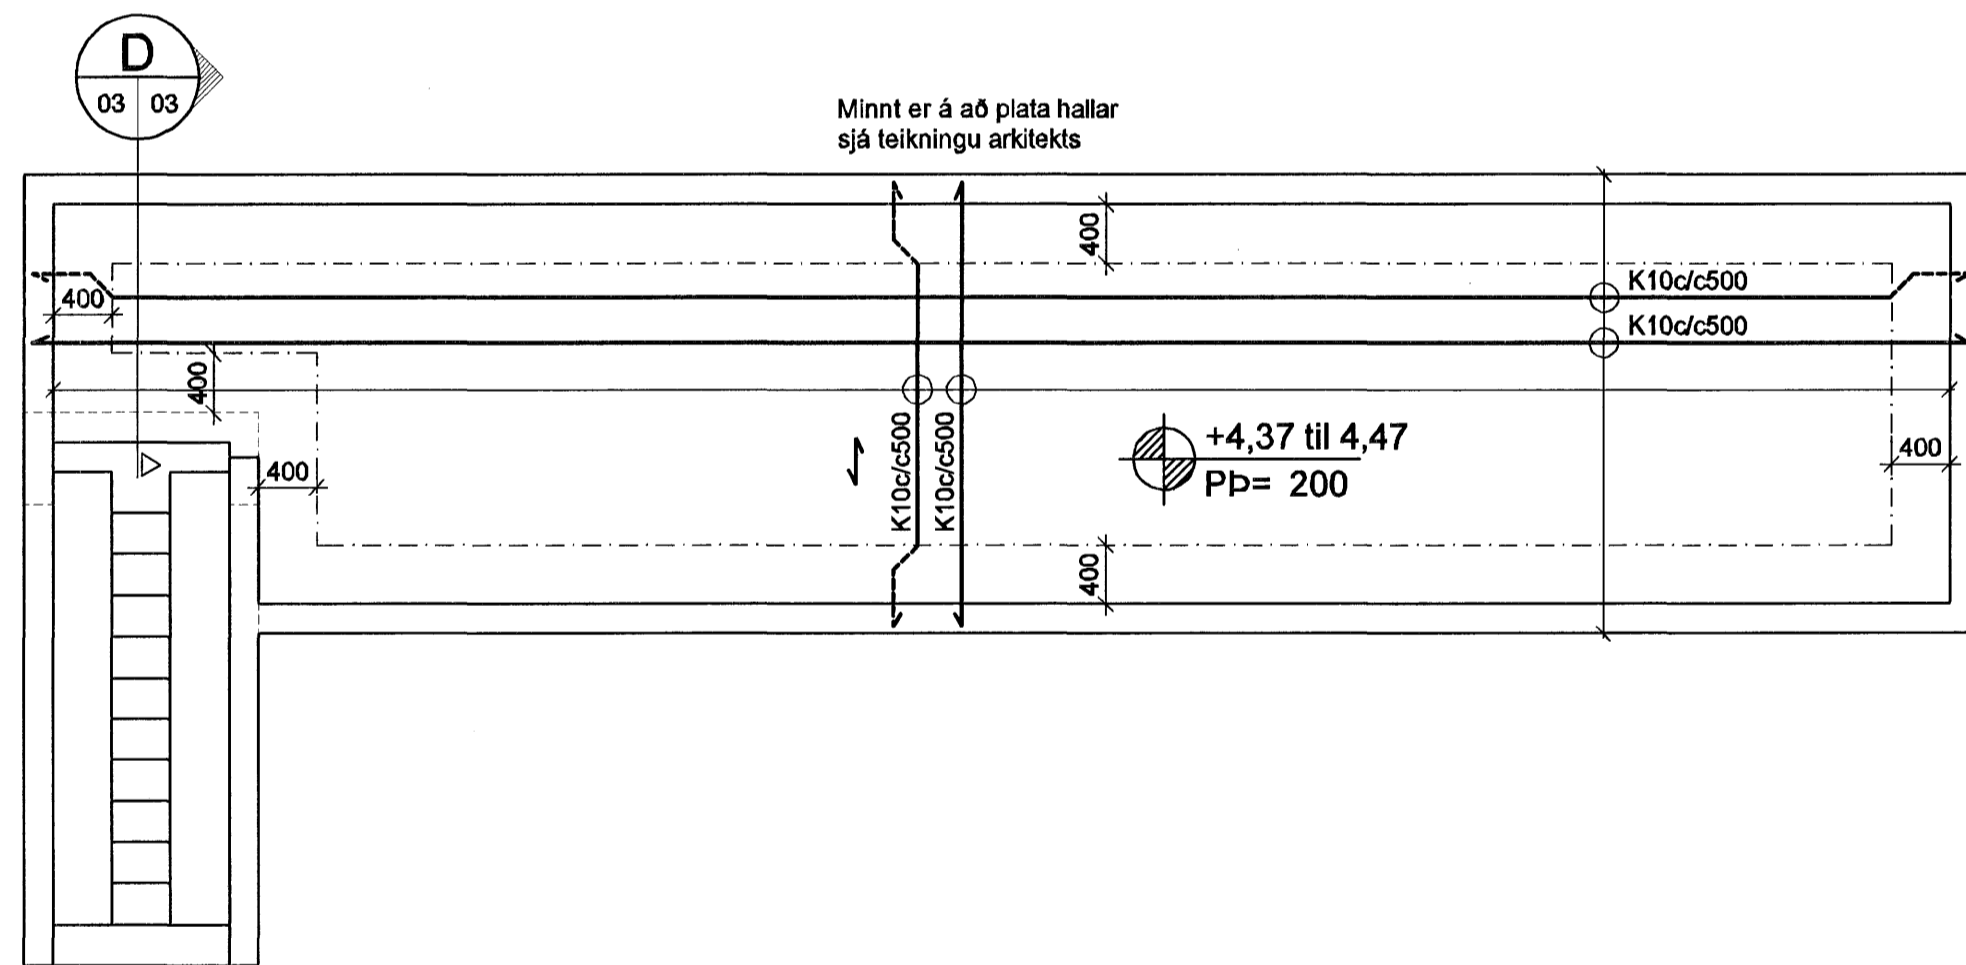 D
03 03
Minnt er á að plata hallar
sjá teikningu arkitekts
400
K10c/c500
400
K10c/c500
400
K10c/c500
K10c/c500
+4,37 til 4,47
PÞ= 200
400
400
400